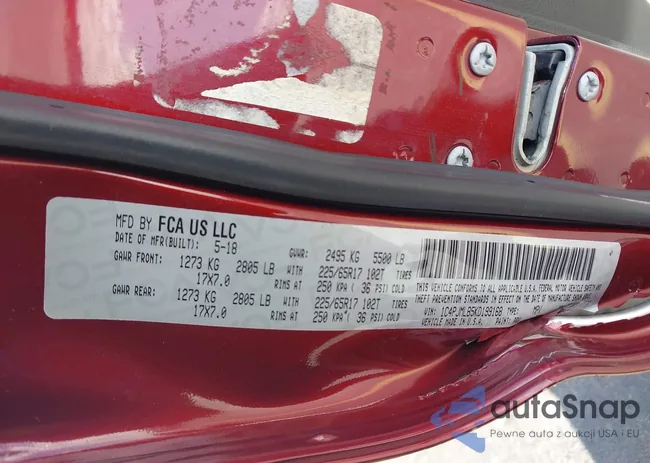 MFD BY FCA US LLC
DATE OF MFR(BUILT): 5-18 GVWR: 2495 KG 5500 LB
GAWR FRONT: 1273 KG 2805 LB WITH 225/65R17 102T TIRES
17X7.0 RIMS AT 250 KPA( 36 PSI) COLD
GAWR REAR: 1273 KG 2805 LB WITH 225/65R17 102T TIRES
17X7.0 RIMS AT 250 KPA( 36 PSI) COLD
THIS VEHICLE CONFORMS TO ALL APPLICABLE U.S.A. FEDERAL MOTOR VEHICLE SAFETY AND
THEFT PREVENTION STANDARDS IN EFFECT ON THE DATE OF MANUFACTURE SHOWN ABOVE.
VIN: TYPE: MPV
VEHICLE MADE IN U.S.A. PAINT:
autaSnap
Pewne auta z aukcji USA i EU